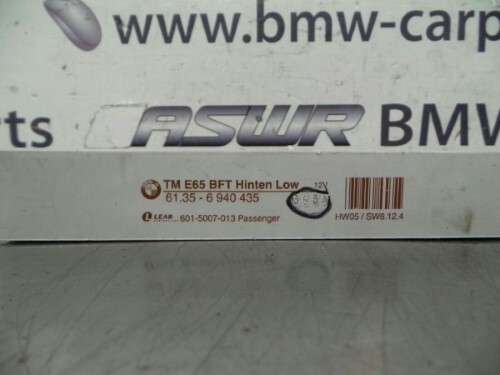 www.bmw-carp
rts ASWR BMW
TM E65 BFT Hinten Low 12V
61.35 - 6 940 435
LEAR 601-5007-013 Passenger
HW05 / SW6.12.4